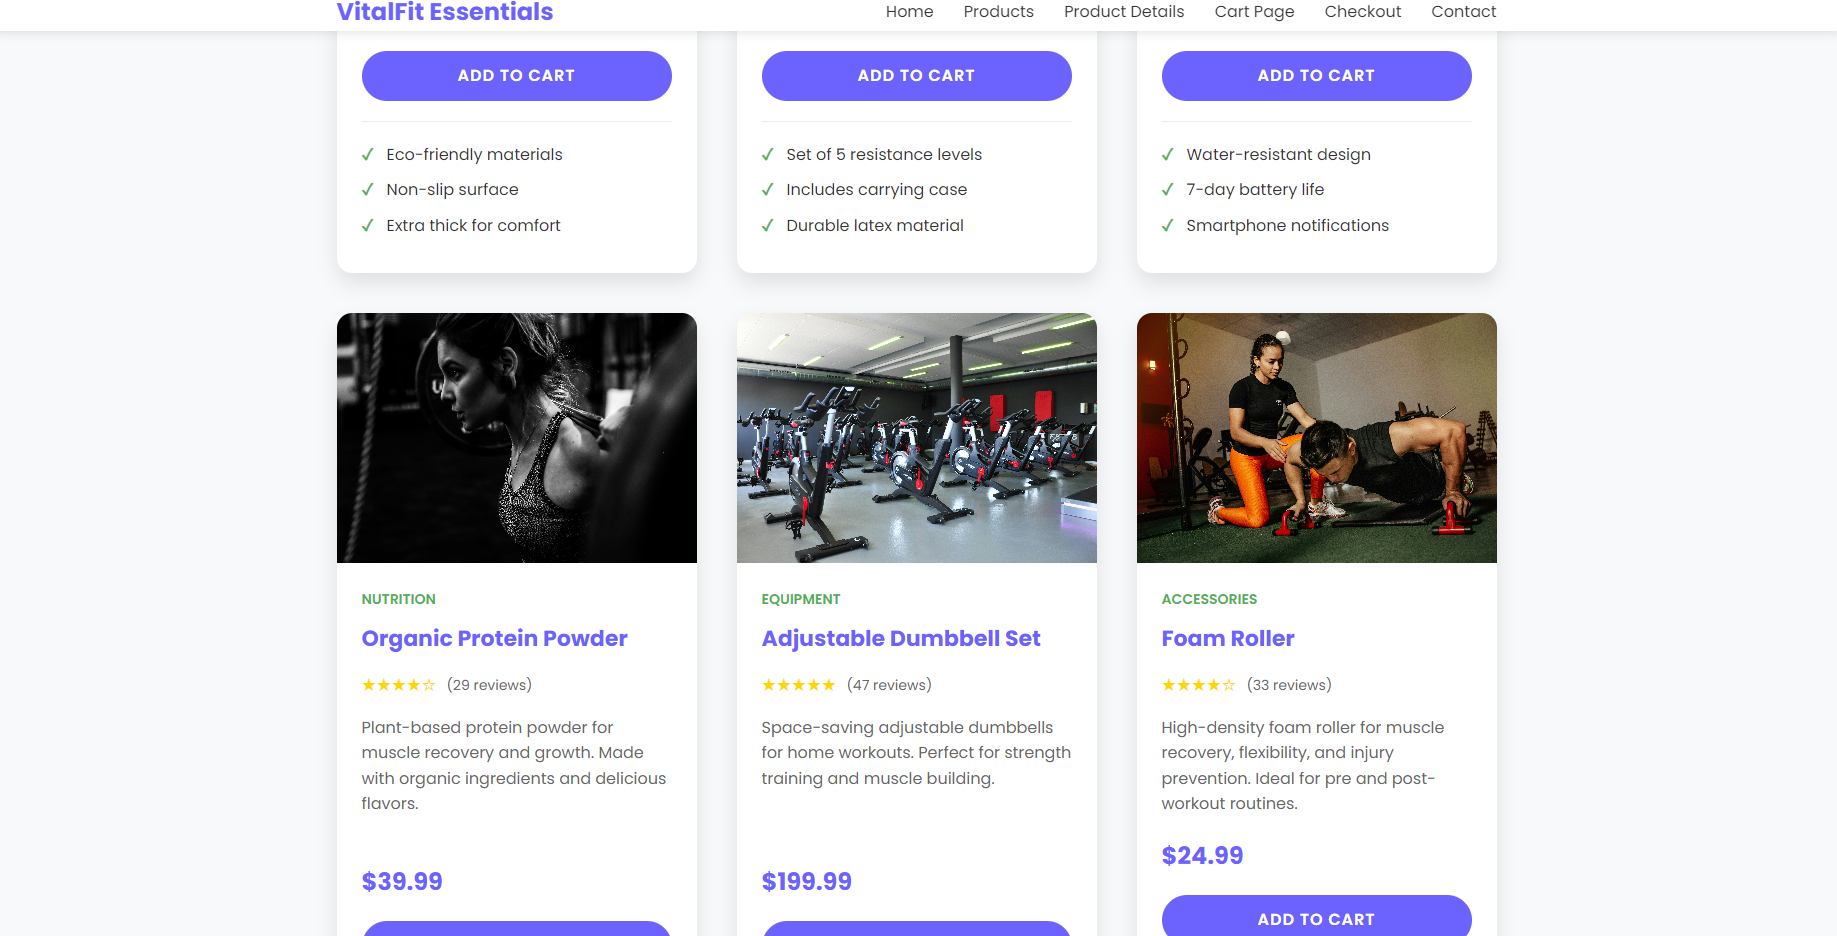 VitalFit Essentials
Home Products Product Details Cart Page Checkout Contact
ADD TO CART
✓ Eco-friendly materials
✓ Non-slip surface
✓ Extra thick for comfort
ADD TO CART
✓ Set of 5 resistance levels
✓ Includes carrying case
✓ Durable latex material
ADD TO CART
✓ Water-resistant design
✓ 7-day battery life
✓ Smartphone notifications
NUTRITION
Organic Protein Powder
★★★★☆ (29 reviews)
Plant-based protein powder for
muscle recovery and growth. Made
with organic ingredients and delicious
flavors.
$39.99
EQUIPMENT
Adjustable Dumbbell Set
★★★★★ (47 reviews)
Space-saving adjustable dumbbells
for home workouts. Perfect for strength
training and muscle building.
$199.99
ACCESSORIES
Foam Roller
★★★★☆ (33 reviews)
High-density foam roller for muscle
recovery, flexibility, and injury
prevention. Ideal for pre and post-
workout routines.
$24.99
ADD TO CART